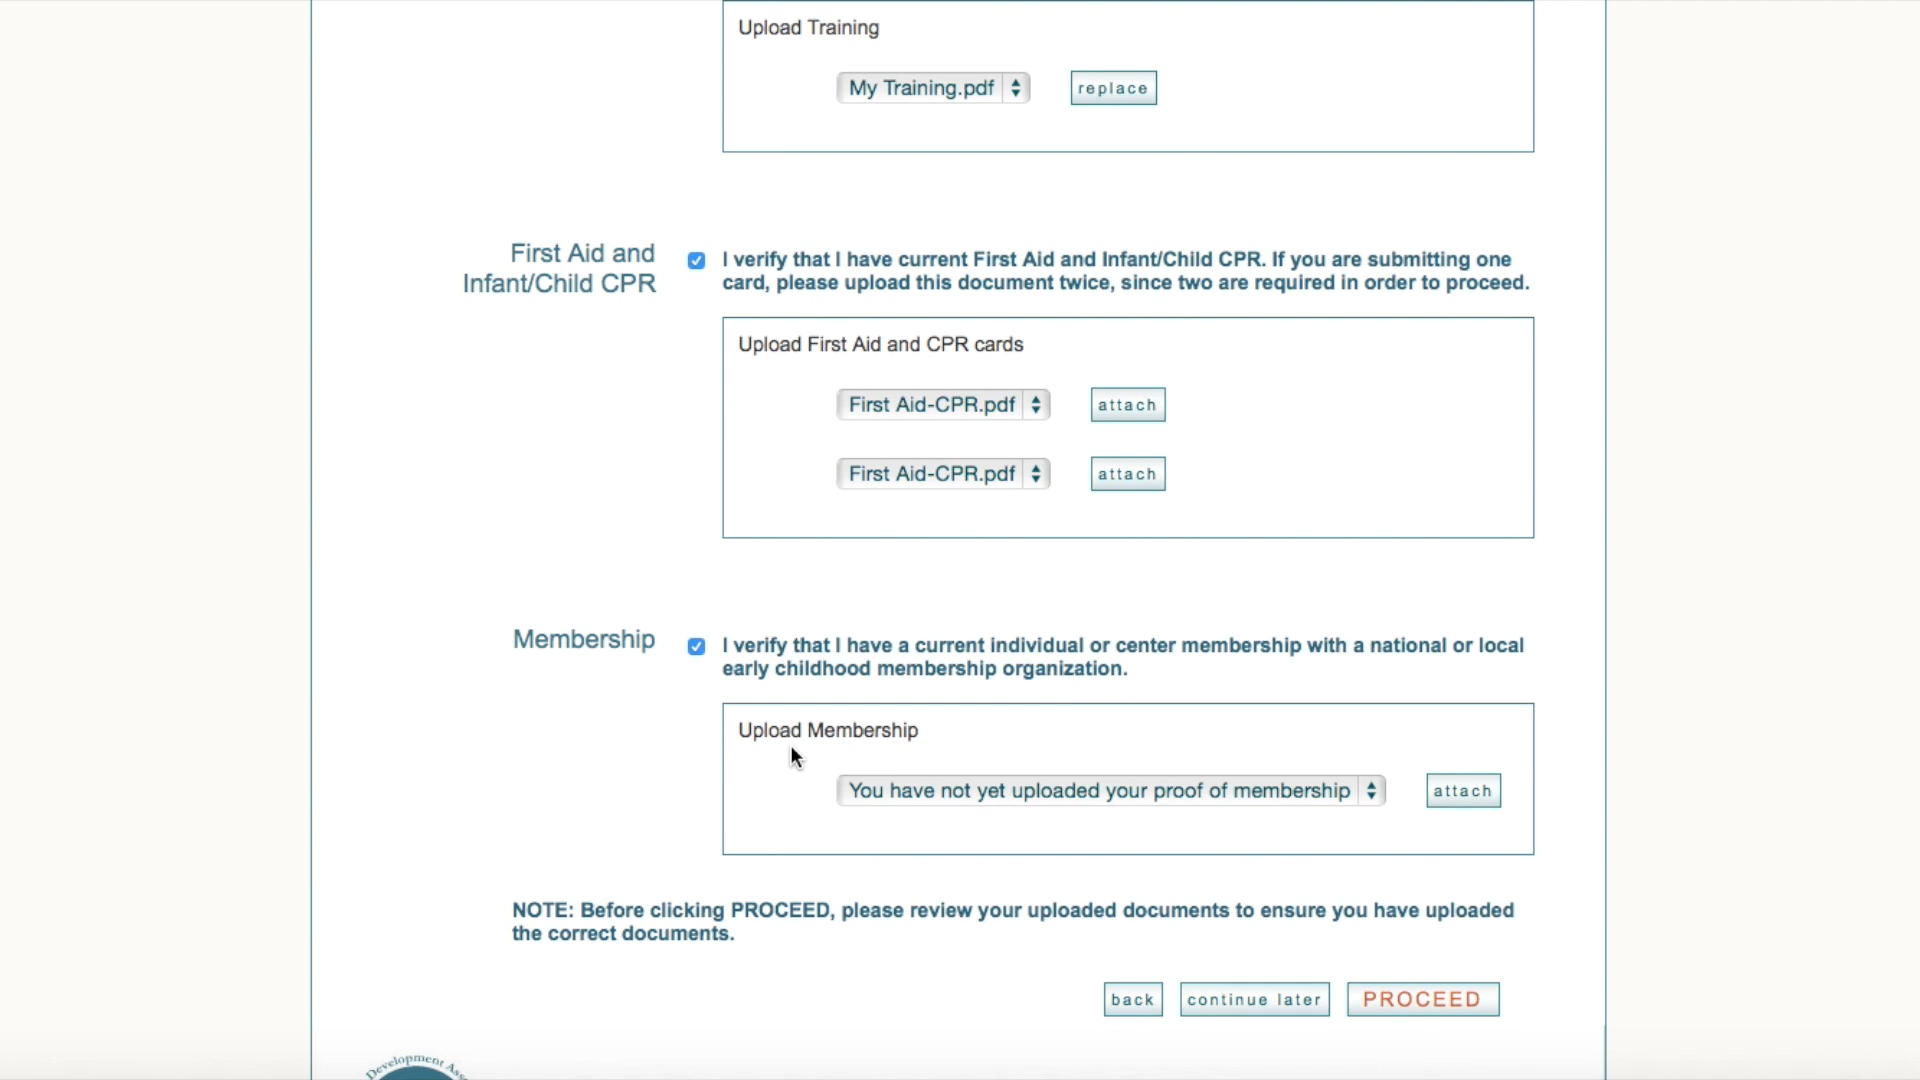 Upload Training
My Training.pdf
replace
First Aid and
Infant/Child CPR
I verify that I have current First Aid and Infant/Child CPR. If you are submitting one
card, please upload this document twice, since two are required in order to proceed.
Upload First Aid and CPR cards
First Aid-CPR.pdf
attach
First Aid-CPR.pdf
attach
Membership
I verify that I have a current individual or center membership with a national or local
early childhood membership organization.
Upload Membership
You have not yet uploaded your proof of membership
attach
NOTE: Before clicking PROCEED, please review your uploaded documents to ensure you have uploaded
the correct documents.
back
continue later
PROCEED
Development